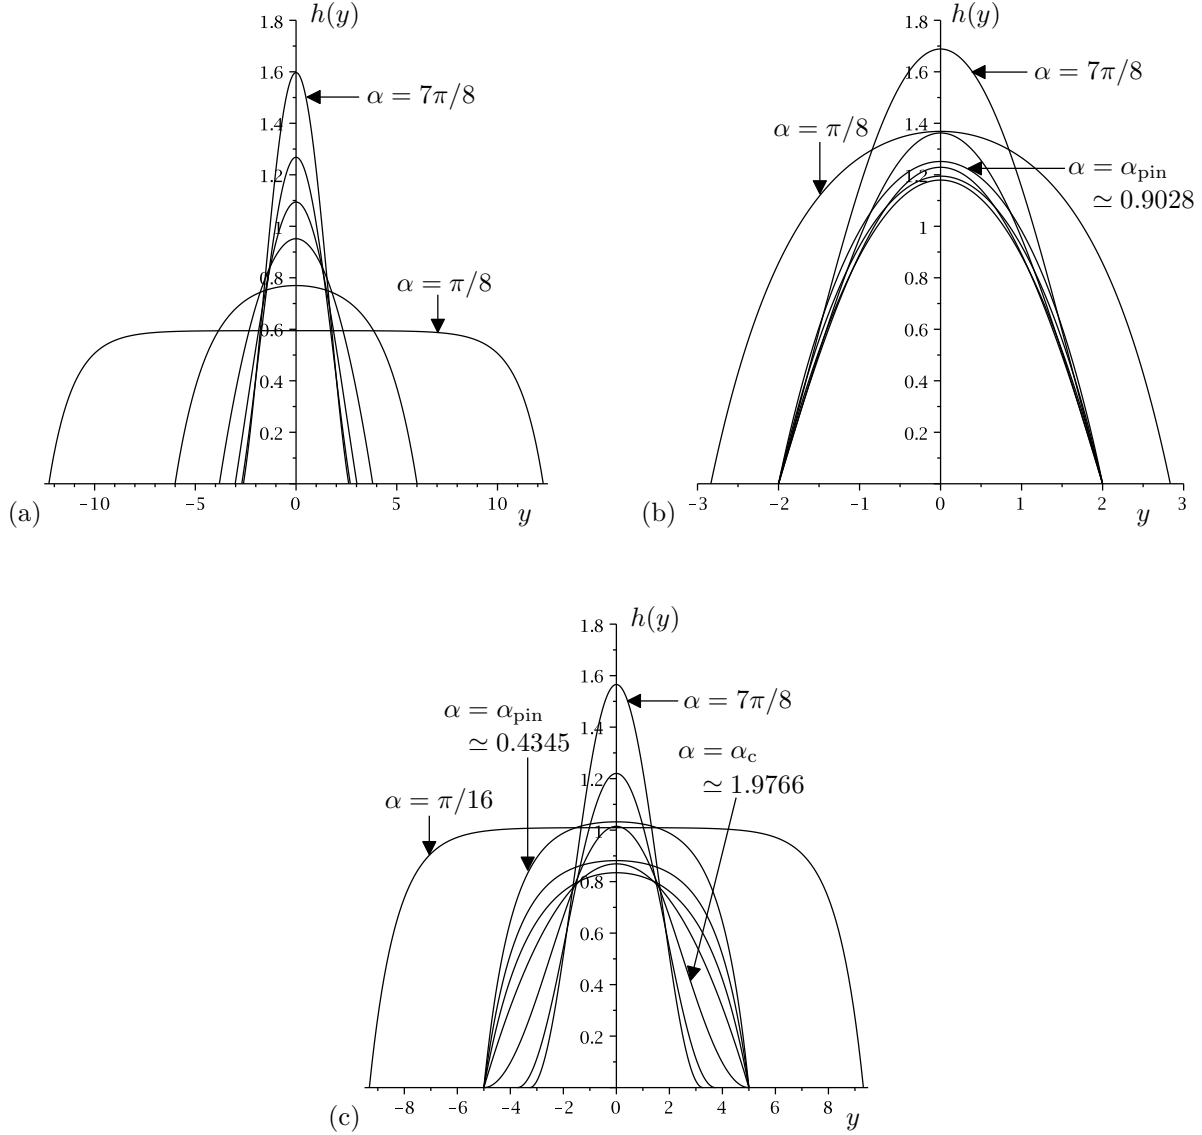 h(y)
1.8
1.6
1.4
1.2
1
0.8
0.6
0.4
0.2
α = 7π/8
α = π/8
−10 −5 0 5 10
(a)
y
h(y)
1.8
1.6
1.4
1.2
1
0.8
0.6
0.4
0.2
α = 7π/8
α = π/8
α = α_pin
≃ 0.9028
−3 −2 −1 0 1 2 3
(b)
y
h(y)
1.8
1.6
1.4
1.2
1
0.8
0.6
0.4
0.2
α = 7π/8
α = α_pin
≃ 0.4345
α = α_c
≃ 1.9766
α = π/16
−8 −6 −4 −2 0 2 4 6 8
(c)
y